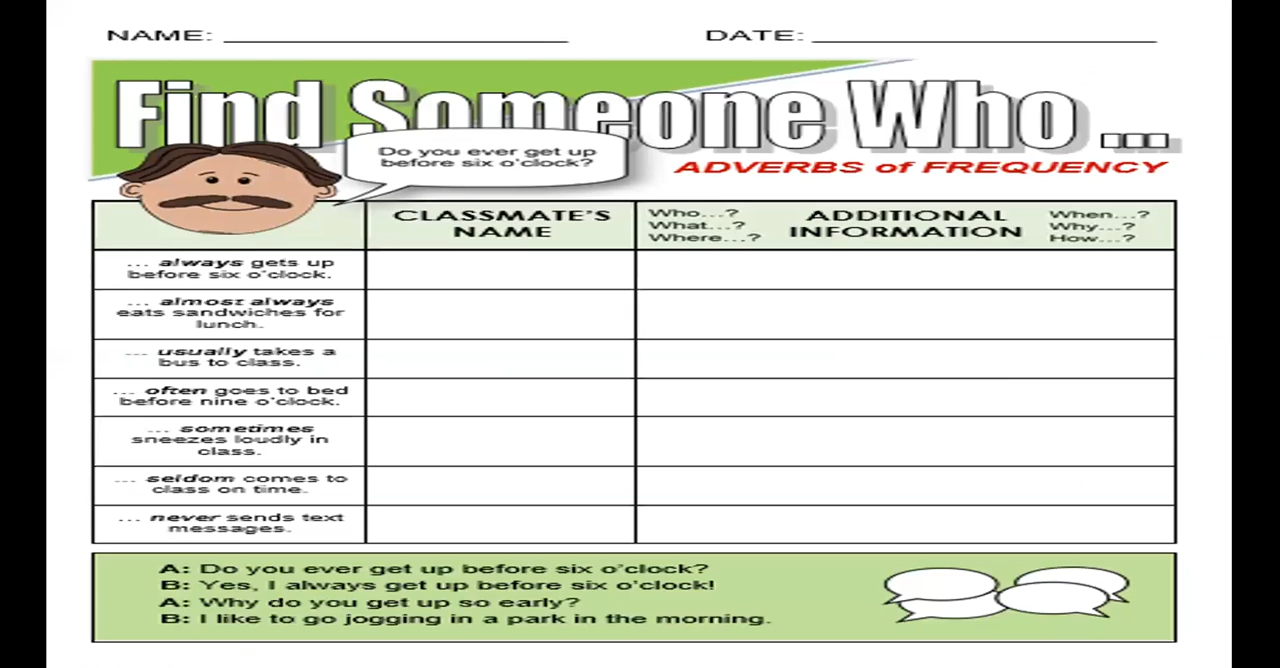 NAME: DATE:
Find Someone Who ...
Do you ever get up
before six o'clock?
ADVERBS of FREQUENCY
CLASSMATE'S
NAME
Who...?
What...?
Where...?
ADDITIONAL
INFORMATION
When...?
Why...?
How...?
... always gets up
before six o'clock.
... almost always
eats sandwiches for
lunch.
... usually takes a
bus to class.
... often goes to bed
before nine o'clock.
... sometimes
sneezes loudly in
class.
... seldom comes to
class on time.
... never sends text
messages.
A: Do you ever get up before six o'clock?
B: Yes, I always get up before six o'clock!
A: Why do you get up so early?
B: I like to go jogging in a park in the morning.